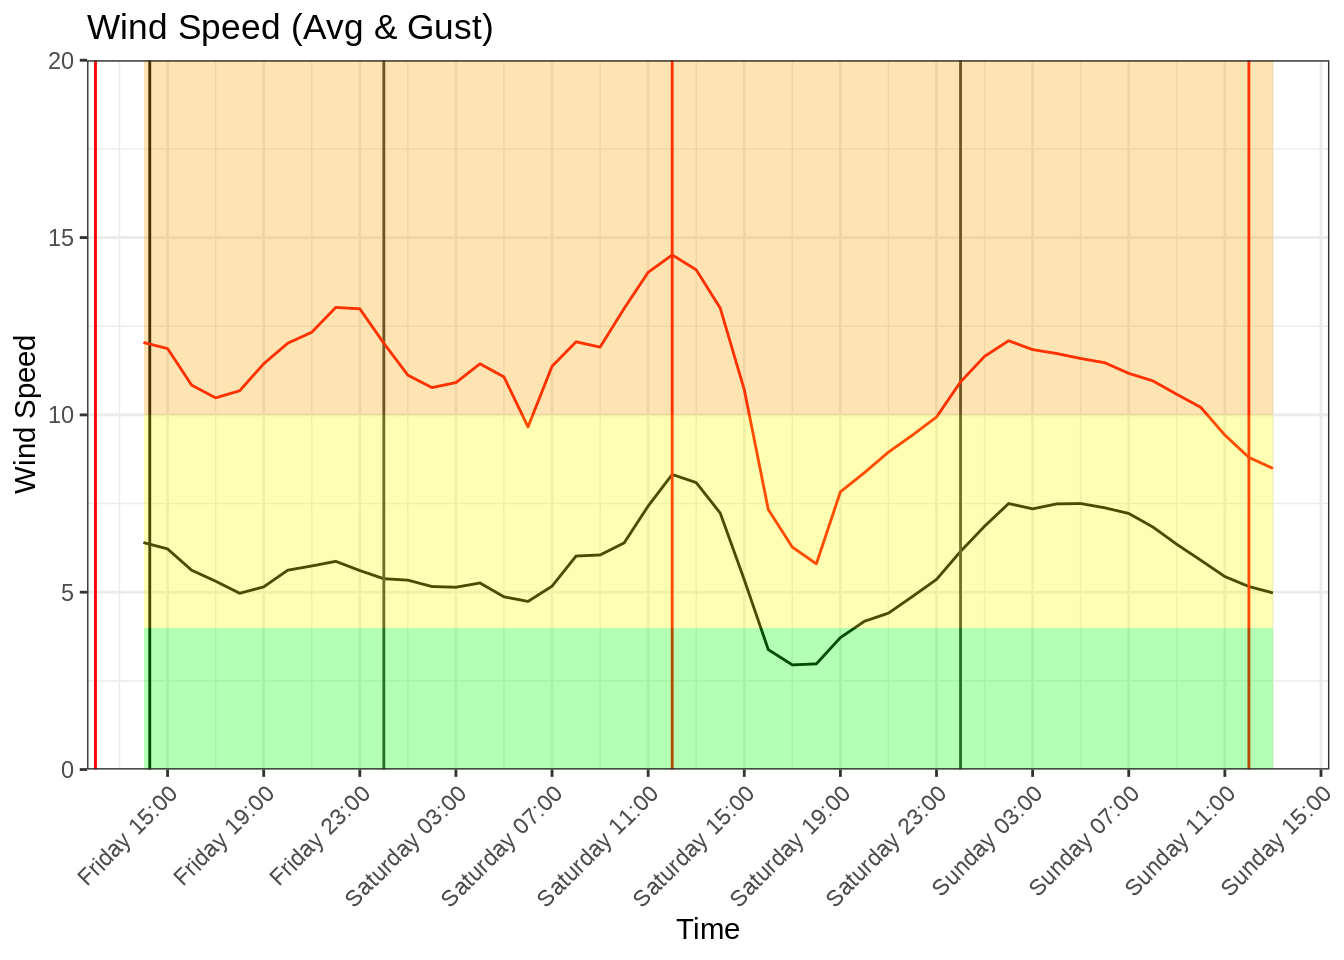 Wind Speed (Avg & Gust)
20
15
10
5
0
Wind Speed
Friday 15:00
Friday 19:00
Friday 23:00
Saturday 03:00
Saturday 07:00
Saturday 11:00
Saturday 15:00
Saturday 19:00
Saturday 23:00
Sunday 03:00
Sunday 07:00
Sunday 11:00
Sunday 15:00
Time